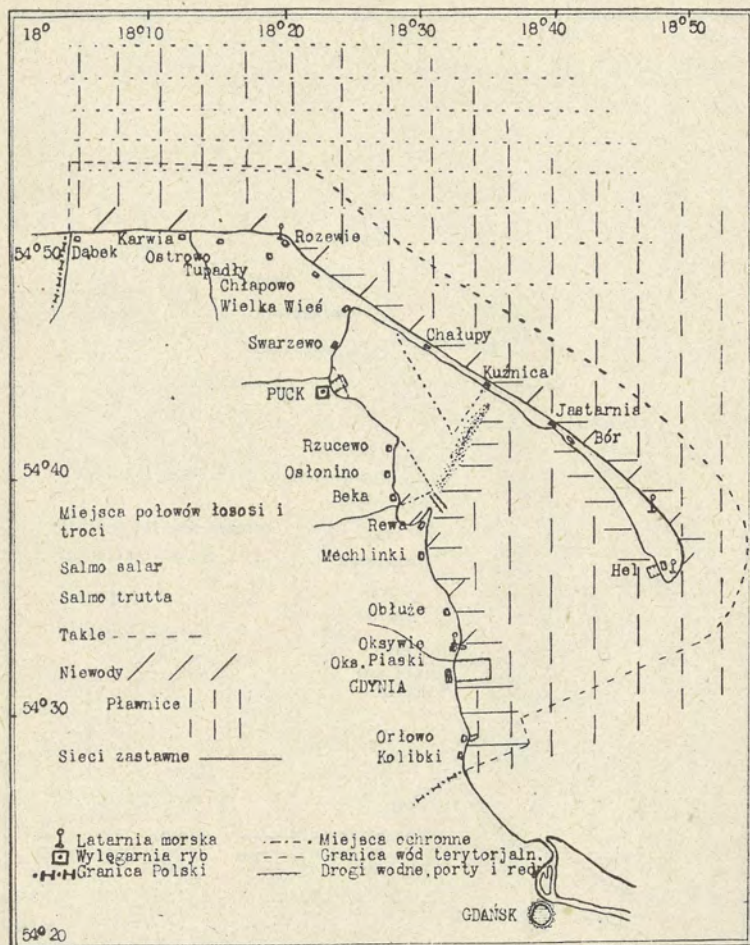 18° 18°10 18°20 18°30 18°40 18°50
54°50
Dąbek
Karwia
Ostrowo
Tupadły
Rozewie
Chłapowo
Wielka Wieś
Swarzewo
Chałupy
PUCK
Kuźnica
Jastarnia
Bór
Rzucewo
54°40
Osłonino
Beka
Rewa
Mechlinki
Hel
Miejsca połowów łososi i
troci
Salmo salar
Salmo trutta
Takle
Niewody
Pławnice
Sieci zastawne
Obłuże
Oksywie
Oks. Piaski
GDYNIA
54°30
Orłowo
Kolibki
Latarnia morska
Wylęgarnia ryb
Granica Polski
Miejsca ochronne
Granica wód terytorjaln.
Drogi wodne, porty i redy
GDAŃSK
54°20